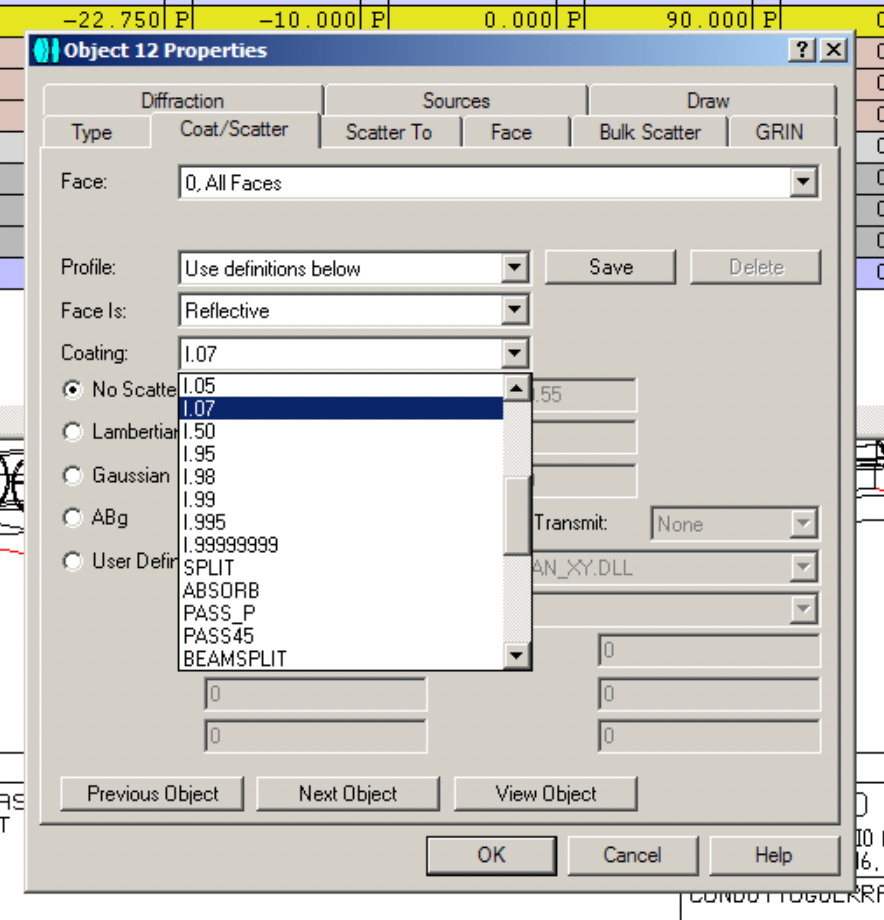 -22.750 P -10.000 P 0.000 P 90.000 P
Object 12 Properties
Diffraction Sources Draw
Type Coat/Scatter Scatter To Face Bulk Scatter GRIN
Face: 0, All Faces
Profile: Use definitions below Save Delete
Face Is: Reflective
Coating: I.07
No Scatte I.05 .55
I.07
Lambertian I.50
I.95
Gaussian I.98
I.99
ABg I.995 Transmit: None
I.99999999
User Defin SPLIT AN_XY.DLL
ABSORB
PASS_P
PASS45
BEAMSPLIT 0
0 0
0 0
Previous Object Next Object View Object
OK Cancel Help